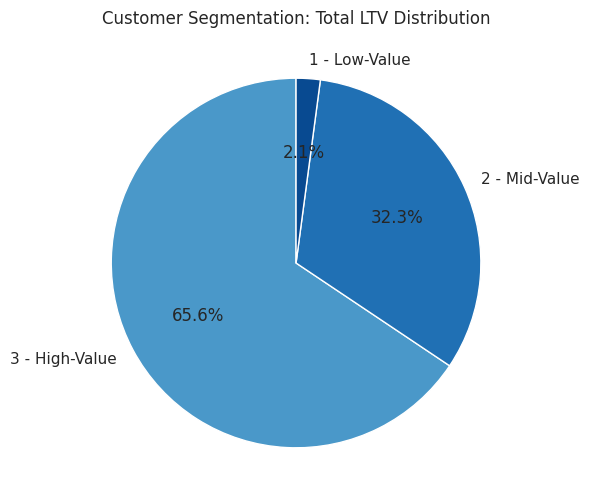 Customer Segmentation: Total LTV Distribution
1 - Low-Value
2.1%
2 - Mid-Value
32.3%
65.6%
3 - High-Value